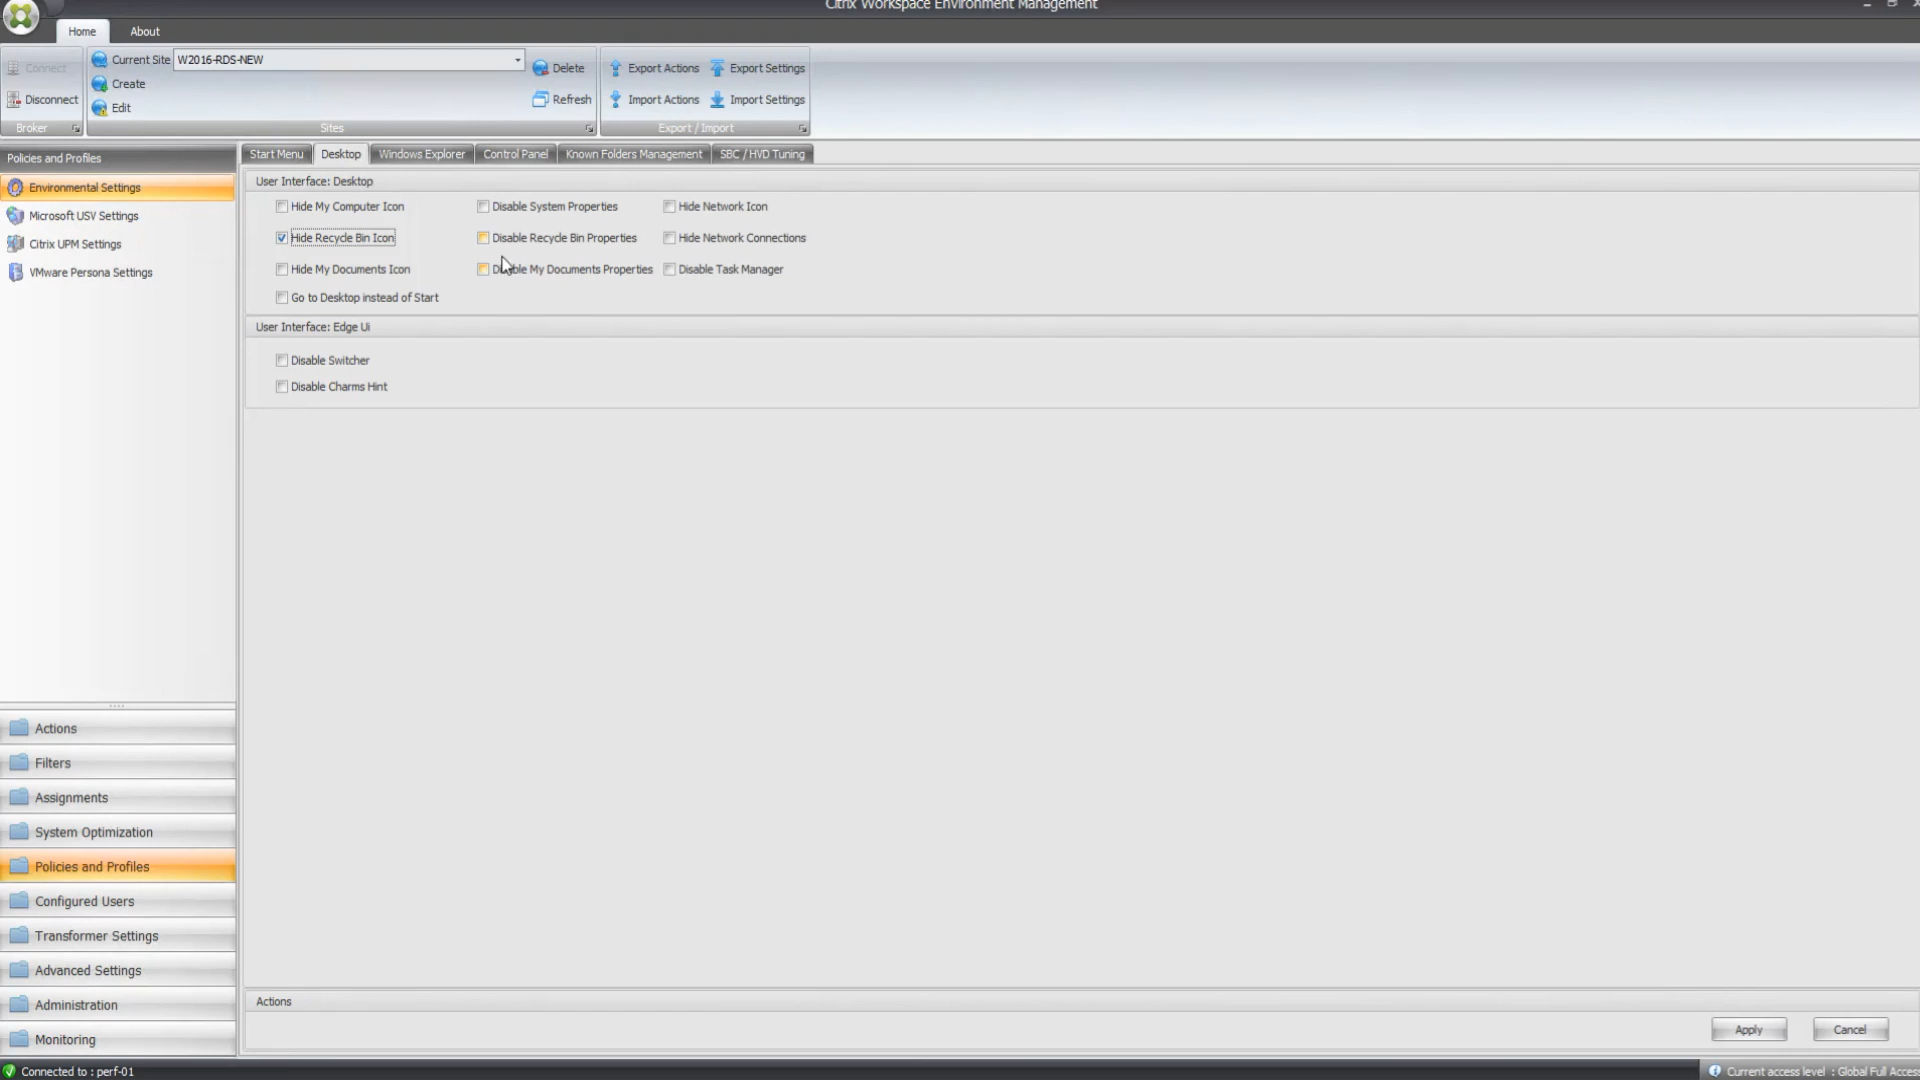 Citrix Workspace Environment Management
Home
About
Connect
Disconnect
Broker
Current Site W2016-RDS-NEW
Create
Edit
Delete
Refresh
Sites
Export Actions
Export Settings
Import Actions
Import Settings
Export / Import
Policies and Profiles
Environmental Settings
Microsoft USV Settings
Citrix UPM Settings
VMware Persona Settings
Actions
Filters
Assignments
System Optimization
Policies and Profiles
Configured Users
Transformer Settings
Advanced Settings
Administration
Monitoring
Start Menu
Desktop
Windows Explorer
Control Panel
Known Folders Management
SBC / HVD Tuning
User Interface: Desktop
Hide My Computer Icon
Disable System Properties
Hide Network Icon
Hide Recycle Bin Icon
Disable Recycle Bin Properties
Hide Network Connections
Hide My Documents Icon
Disable My Documents Properties
Disable Task Manager
Go to Desktop instead of Start
User Interface: Edge Ui
Disable Switcher
Disable Charms Hint
Actions
Apply
Cancel
Connected to : perf-01
Current access level : Global Full Access